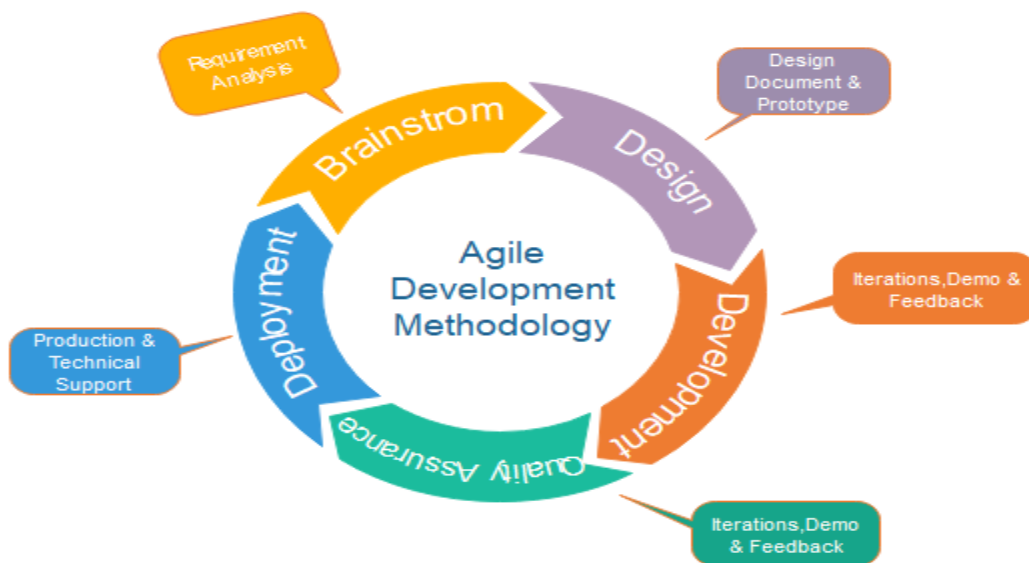 Requirement
Analysis
Brainstrom
Design
Document &
Prototype
Design
Iterations,Demo &
Feedback
Development
Agile
Development
Methodology
Deployment
Production &
Technical
Support
Quality Assurance
Iterations,Demo
& Feedback